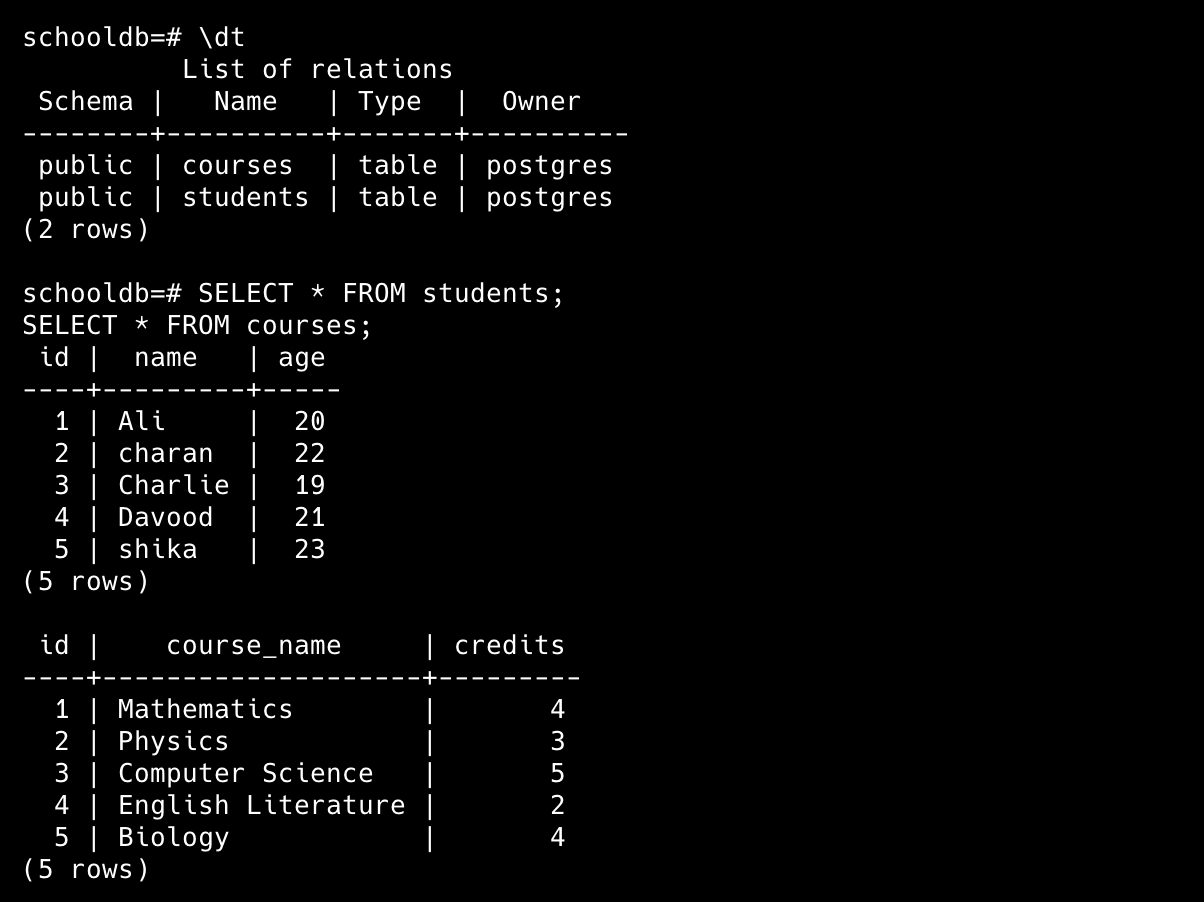 schooldb=# \dt
          List of relations
 Schema |   Name   | Type  |  Owner
--------+----------+-------+----------
 public | courses  | table | postgres
 public | students | table | postgres
(2 rows)

schooldb=# SELECT * FROM students;
SELECT * FROM courses;
 id |  name   | age
----+---------+-----
  1 | Ali     |  20
  2 | charan  |  22
  3 | Charlie |  19
  4 | Davood  |  21
  5 | shika   |  23
(5 rows)

 id |    course_name     | credits
----+--------------------+---------
  1 | Mathematics        |       4
  2 | Physics            |       3
  3 | Computer Science   |       5
  4 | English Literature |       2
  5 | Biology            |       4
(5 rows)